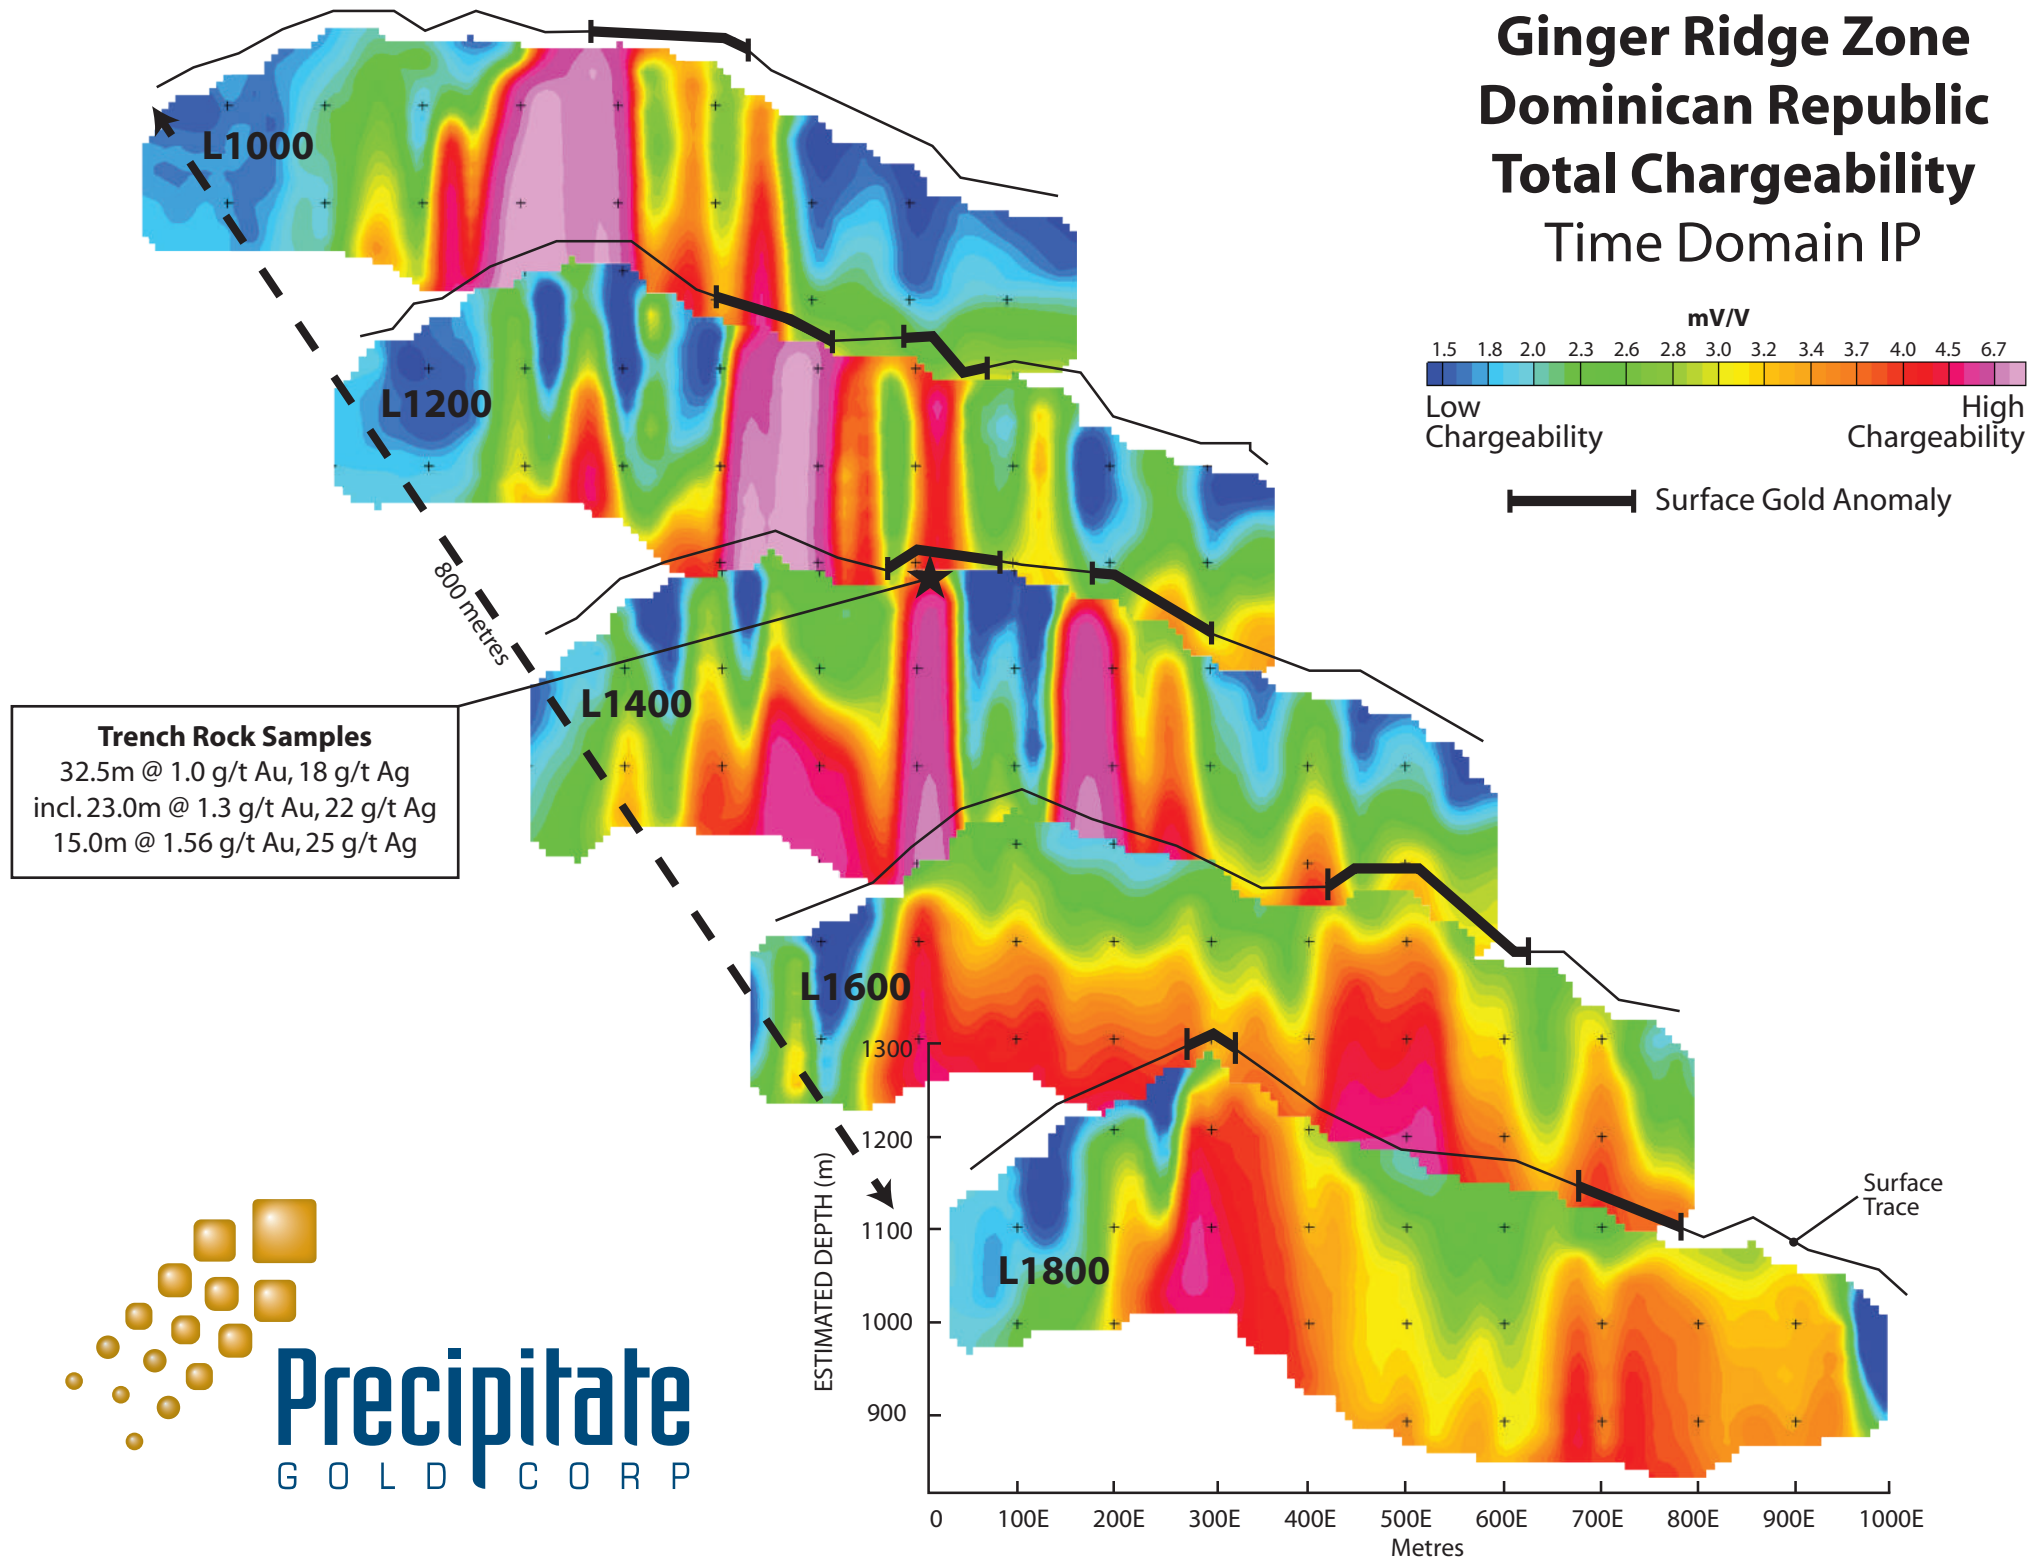 Ginger Ridge Zone
Dominican Republic
Total Chargeability
Time Domain IP
mV/V
1.5 1.8 2.0 2.3 2.6 2.8 3.0 3.2 3.4 3.7 4.0 4.5 6.7
Low Chargeability
High Chargeability
Surface Gold Anomaly
L1000
L1200
800 metres
L1400
Trench Rock Samples
32.5m @ 1.0 g/t Au, 18 g/t Ag
incl. 23.0m @ 1.3 g/t Au, 22 g/t Ag
15.0m @ 1.56 g/t Au, 25 g/t Ag
L1600
L1800
Surface
Trace
ESTIMATED DEPTH (m)
1300
1200
1100
1000
900
0 100E 200E 300E 400E 500E 600E 700E 800E 900E 1000E
Metres
Precipitate
GOLD CORP